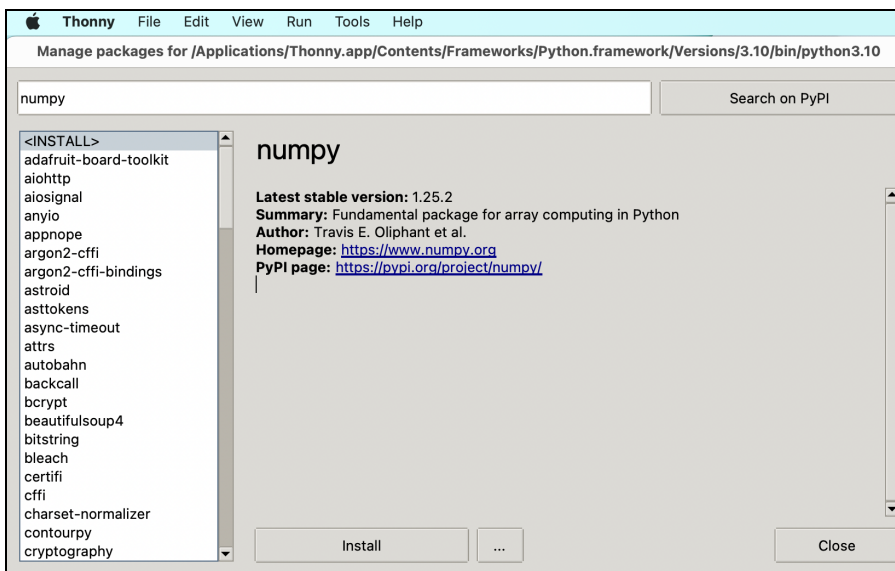 Thonny File Edit View Run Tools Help
Manage packages for /Applications/Thonny.app/Contents/Frameworks/Python.framework/Versions/3.10/bin/python3.10
numpy
Search on PyPI
<INSTALL>
adafruit-board-toolkit
aiohttp
aiosignal
anyio
appnope
argon2-cffi
argon2-cffi-bindings
astroid
asttokens
async-timeout
attrs
autobahn
backcall
bcrypt
beautifulsoup4
bitstring
bleach
certifi
cffi
charset-normalizer
contourpy
cryptography
numpy
Latest stable version: 1.25.2
Summary: Fundamental package for array computing in Python
Author: Travis E. Oliphant et al.
Homepage: https://www.numpy.org
PyPI page: https://pypi.org/project/numpy/
Install
...
Close